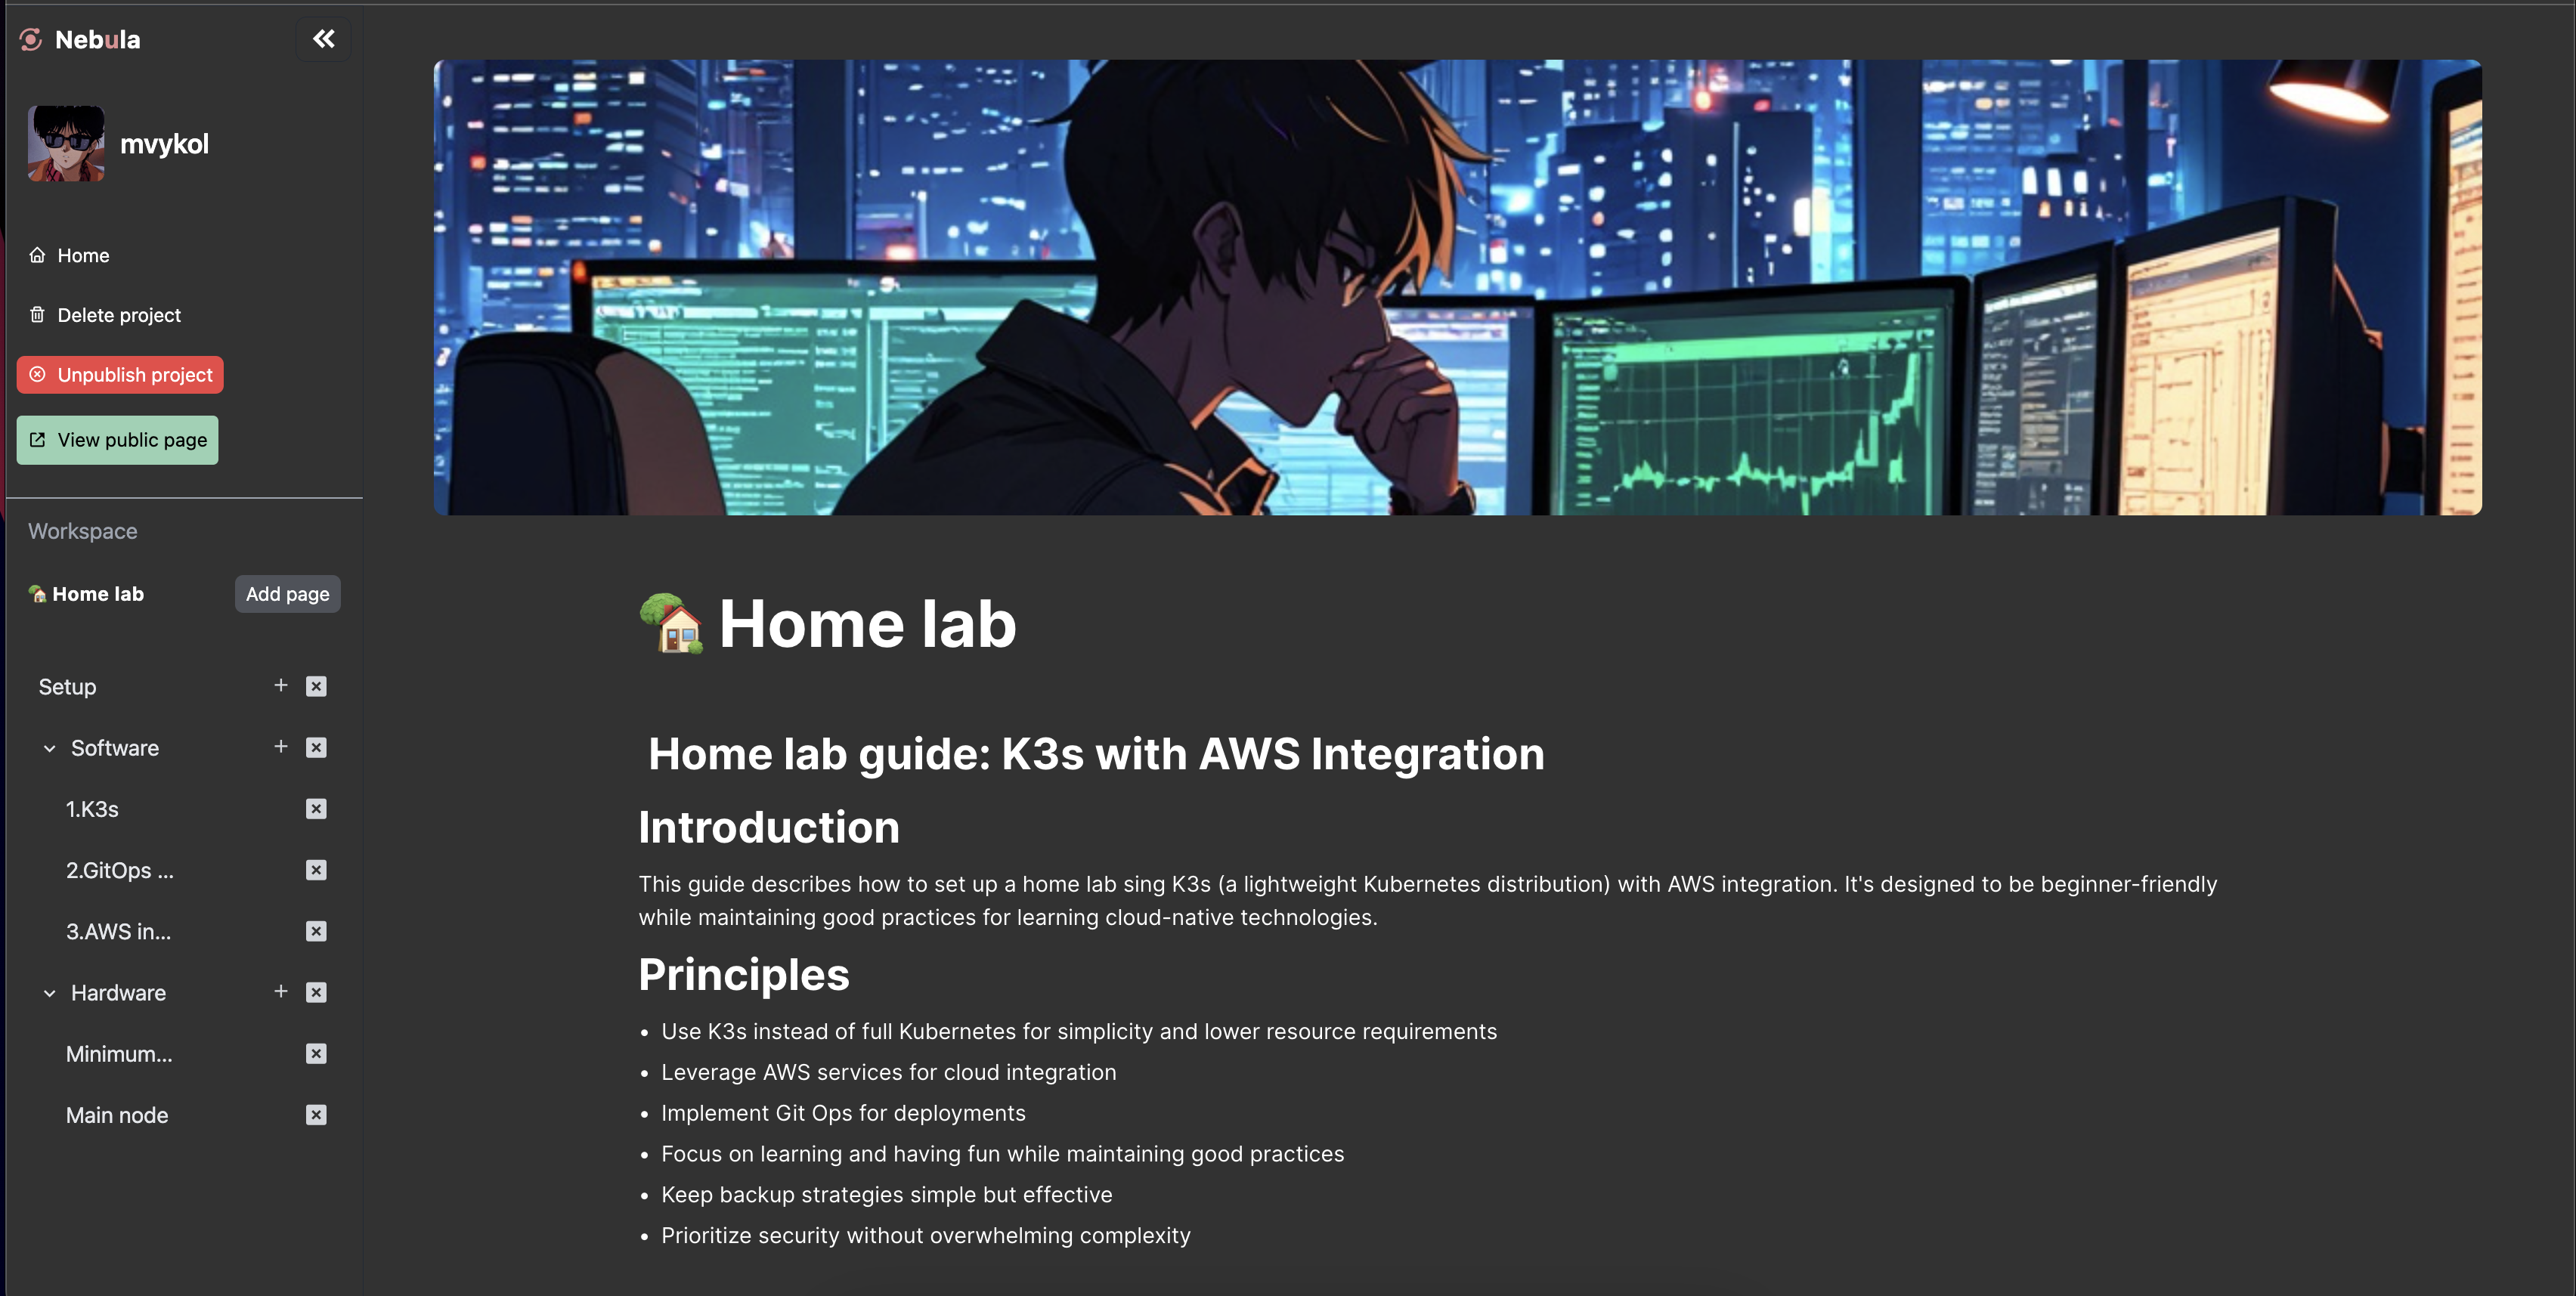 Nebula
mvykol
Home
Delete project
Unpublish project
View public page
Workspace
🏡 Home lab
Add page
Setup
Software
1.K3s
2.GitOps ...
3.AWS in...
Hardware
Minimum...
Main node
🏡 Home lab
Home lab guide: K3s with AWS Integration
Introduction
This guide describes how to set up a home lab sing K3s (a lightweight Kubernetes distribution) with AWS integration. It's designed to be beginner-friendly
while maintaining good practices for learning cloud-native technologies.
Principles
• Use K3s instead of full Kubernetes for simplicity and lower resource requirements
• Leverage AWS services for cloud integration
• Implement Git Ops for deployments
• Focus on learning and having fun while maintaining good practices
• Keep backup strategies simple but effective
• Prioritize security without overwhelming complexity